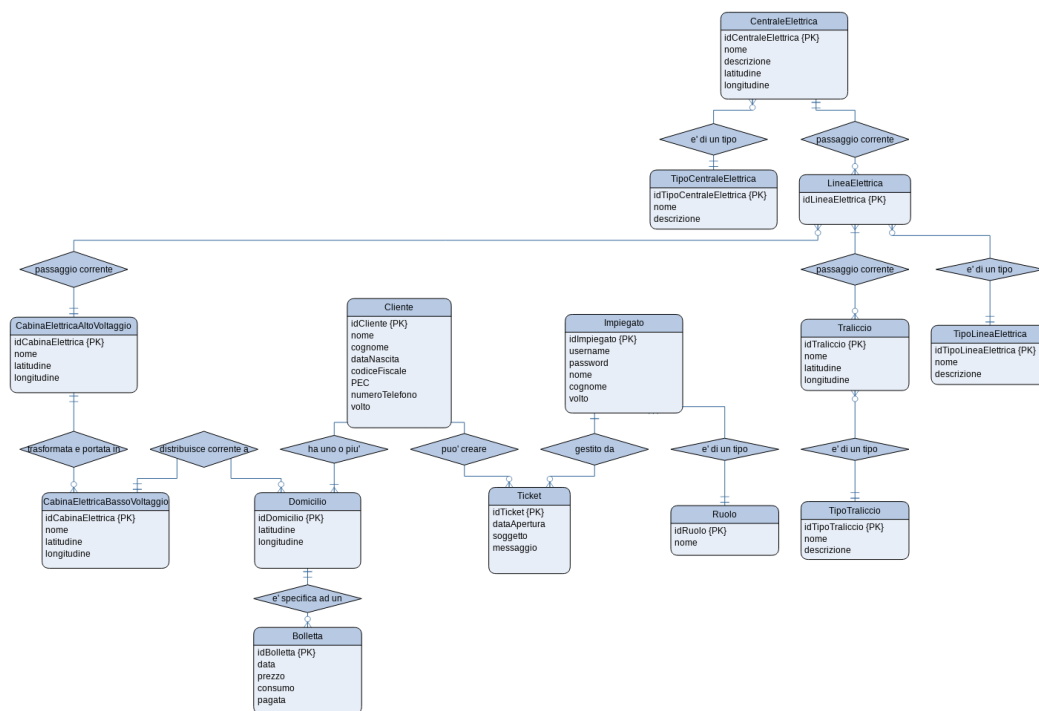 CentraleElettrica
idCentraleElettrica {PK}
nome
descrizione
latitudine
longitudine
e' di un tipo
passaggio corrente
TipoCentraleElettrica
idTipoCentraleElettrica {PK}
nome
descrizione
LineaElettrica
idLineaElettrica {PK}
passaggio corrente
passaggio corrente
e' di un tipo
CabinaElettricaAltoVoltaggio
idCabinaElettrica {PK}
nome
latitudine
longitudine
Cliente
idCliente {PK}
nome
cognome
dataNascita
codiceFiscale
PEC
numeroTelefono
volto
Impiegato
idImpiegato {PK}
username
password
nome
cognome
volto
Traliccio
idTraliccio {PK}
nome
latitudine
longitudine
TipoLineaElettrica
idTipoLineaElettrica {PK}
nome
descrizione
trasformata e portata in
distribuisce corrente a
ha uno o piu'
puo' creare
gestito da
e' di un tipo
e' di un tipo
CabinaElettricaBassoVoltaggio
idCabinaElettrica {PK}
nome
latitudine
longitudine
Domicilio
idDomicilio {PK}
latitudine
longitudine
Ticket
idTicket {PK}
dataApertura
soggetto
messaggio
Ruolo
idRuolo {PK}
nome
TipoTraliccio
idTipoTraliccio {PK}
nome
descrizione
e' specifica ad un
Bolletta
idBolletta {PK}
data
prezzo
consumo
pagata